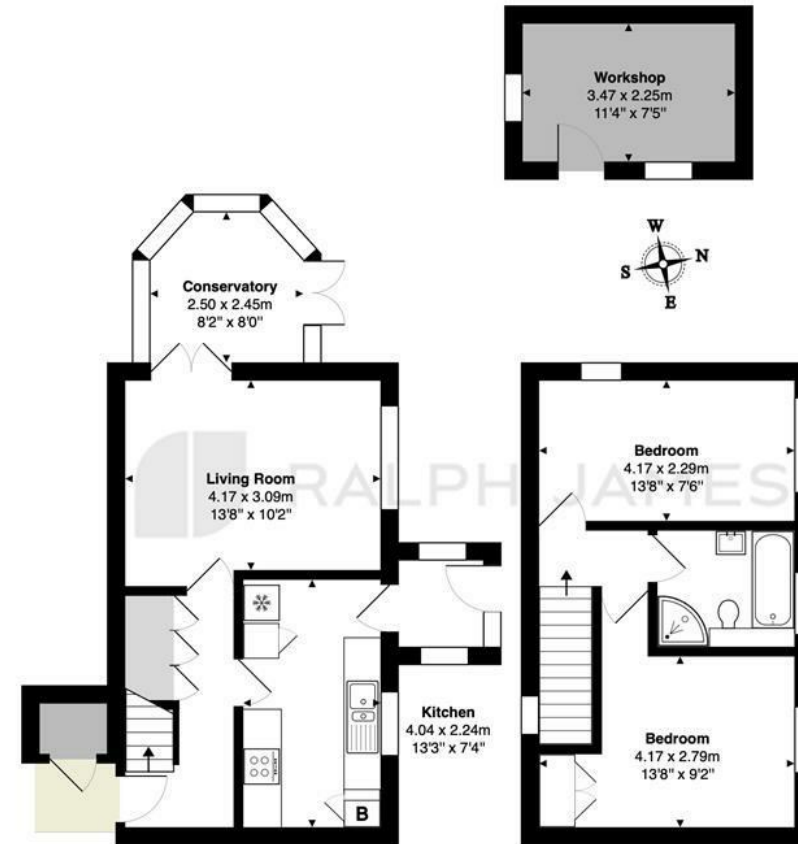 Workshop
3.47 x 2.25m
11'4" x 7'5"
W
N
S
E
Conservatory
2.50 x 2.45m
8'2" x 8'0"
RALPH JAMES
Living Room
4.17 x 3.09m
13'8" x 10'2"
Bedroom
4.17 x 2.29m
13'8" x 7'6"
Kitchen
4.04 x 2.24m
13'3" x 7'4"
B
Bedroom
4.17 x 2.79m
13'8" x 9'2"